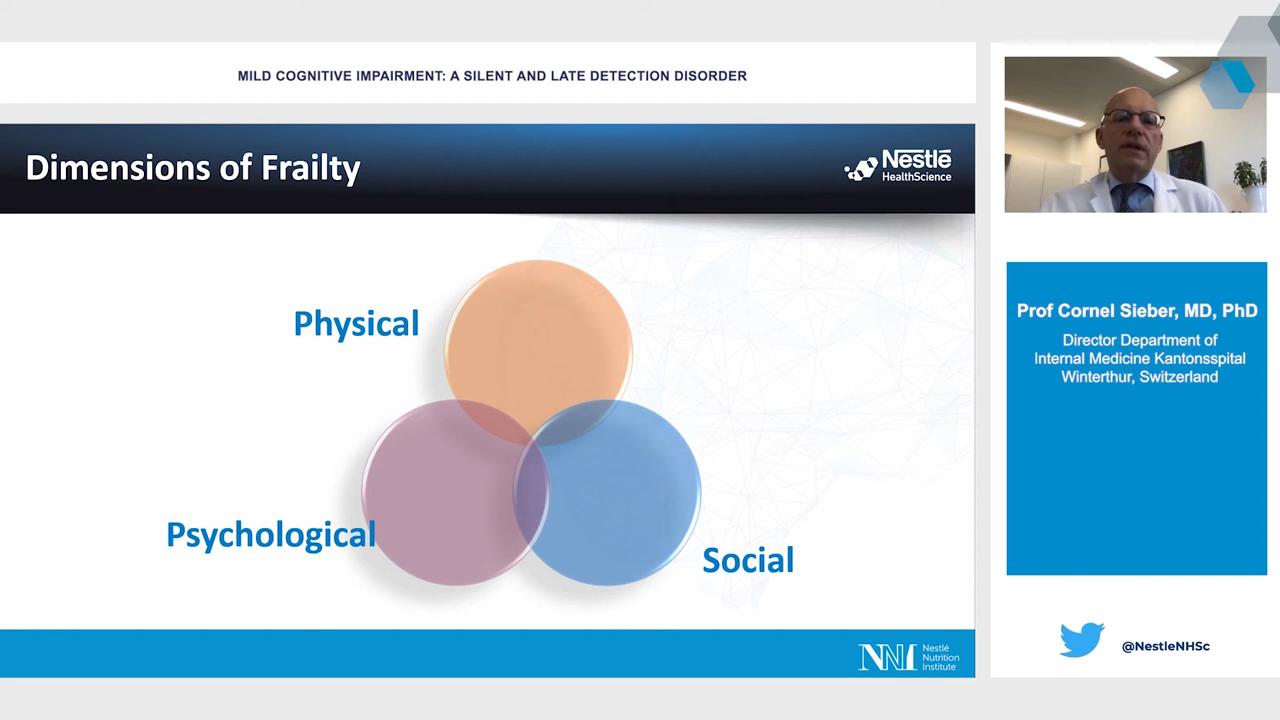 MILD COGNITIVE IMPAIRMENT: A SILENT AND LATE DETECTION DISORDER
Dimensions of Frailty
Nestlé
HealthScience
Physical
Psychological
Social
NNI
Nestlé
Nutrition
Institute
Prof Cornel Sieber, MD, PhD
Director Department of
Internal Medicine Kantonsspital
Winterthur, Switzerland
@NestleNHSc